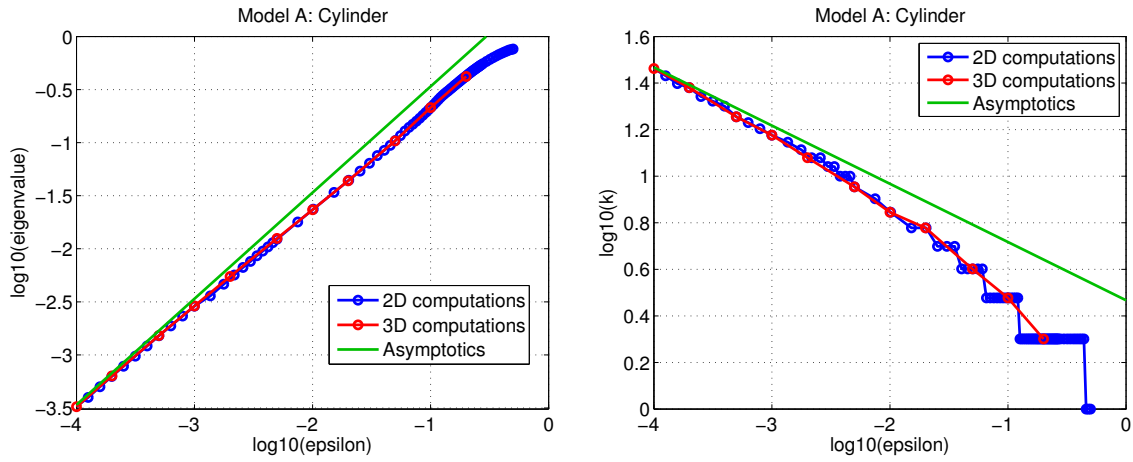 Model A: Cylinder
0
−0.5
−1
−1.5
−2
−2.5
−3
−3.5
log10(eigenvalue)
2D computations
3D computations
Asymptotics
−4
−3
−2
−1
0
log10(epsilon)
Model A: Cylinder
1.6
1.4
1.2
1
0.8
0.6
0.4
0.2
0
log10(k)
2D computations
3D computations
Asymptotics
−4
−3
−2
−1
0
log10(epsilon)